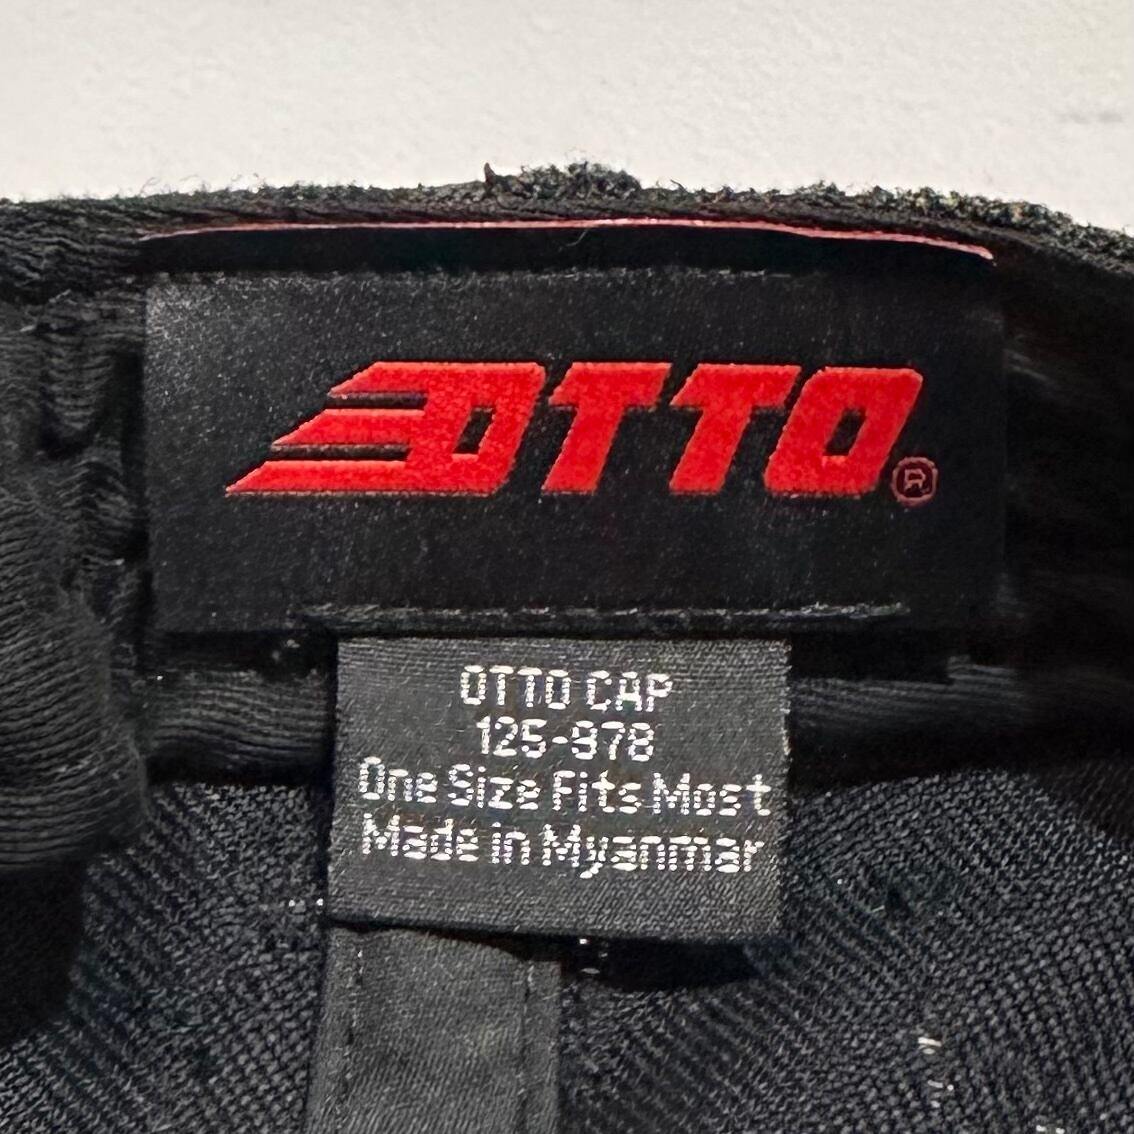 OTTO®
OTTO CAP
125-978
One Size Fits Most
Made in Myanmar